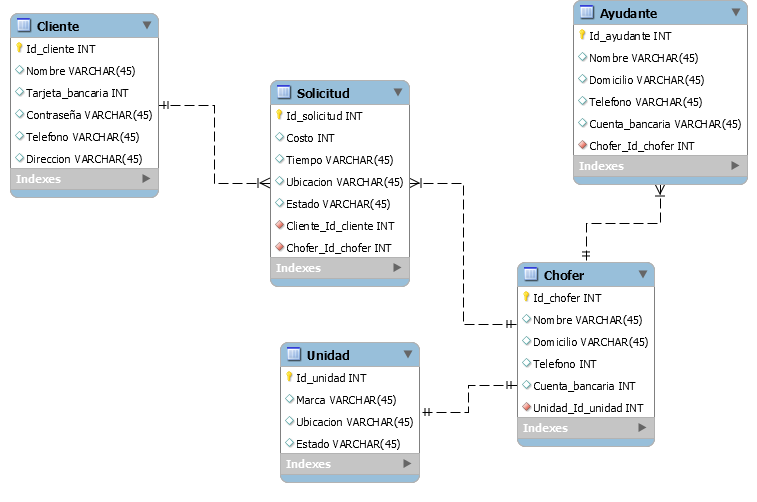 Cliente
Id_cliente INT
Nombre VARCHAR(45)
Tarjeta_bancaria INT
Contraseña VARCHAR(45)
Telefono VARCHAR(45)
Direccion VARCHAR(45)
Indexes
Solicitud
Id_solicitud INT
Costo INT
Tiempo VARCHAR(45)
Ubicacion VARCHAR(45)
Estado VARCHAR(45)
Cliente_Id_cliente INT
Chofer_Id_chofer INT
Indexes
Ayudante
Id_ayudante INT
Nombre VARCHAR(45)
Domicilio VARCHAR(45)
Telefono VARCHAR(45)
Cuenta_bancaria VARCHAR(45)
Chofer_Id_chofer INT
Indexes
Unidad
Id_unidad INT
Marca VARCHAR(45)
Ubicacion VARCHAR(45)
Estado VARCHAR(45)
Indexes
Chofer
Id_chofer INT
Nombre VARCHAR(45)
Domicilio VARCHAR(45)
Telefono INT
Cuenta_bancaria INT
Unidad_Id_unidad INT
Indexes